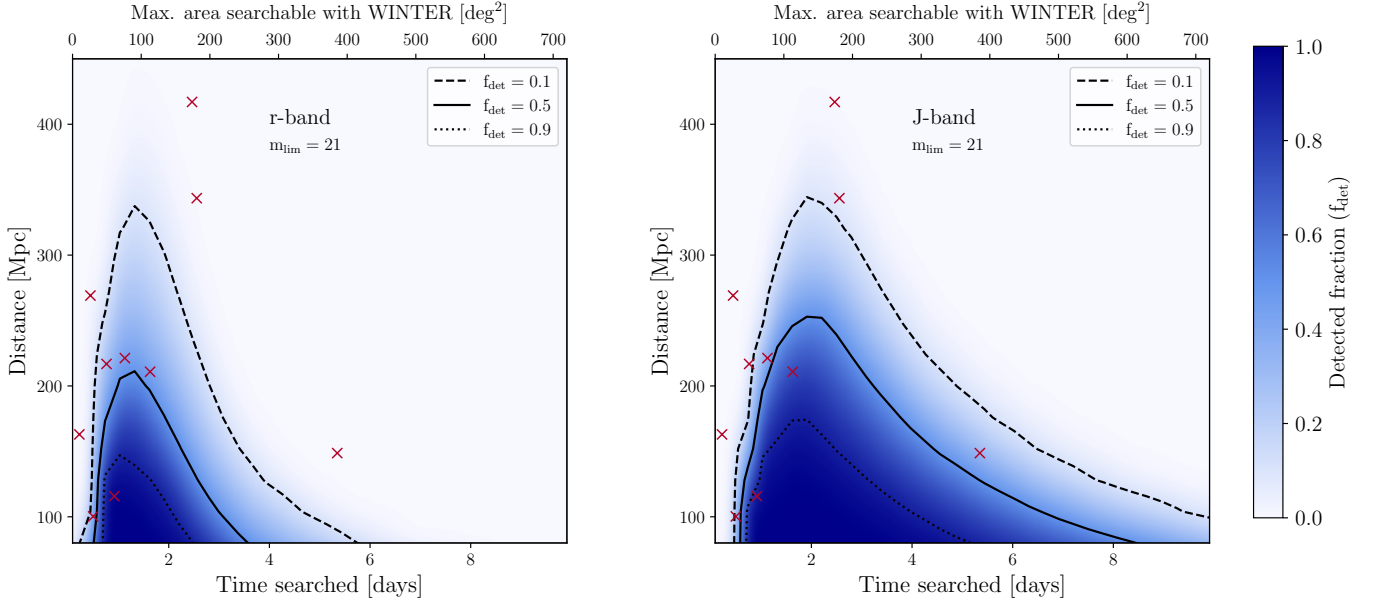 Max. area searchable with WINTER [deg²]
0 100 200 300 400 500 600 700
400
300
200
100
Distance [Mpc]
r-band
m_lim = 21
f_det = 0.1
f_det = 0.5
f_det = 0.9
2 4 6 8
Time searched [days]
Max. area searchable with WINTER [deg²]
0 100 200 300 400 500 600 700
400
300
200
100
Distance [Mpc]
J-band
m_lim = 21
f_det = 0.1
f_det = 0.5
f_det = 0.9
2 4 6 8
Time searched [days]
1.0
0.8
0.6
0.4
0.2
0.0
Detected fraction (f_det)